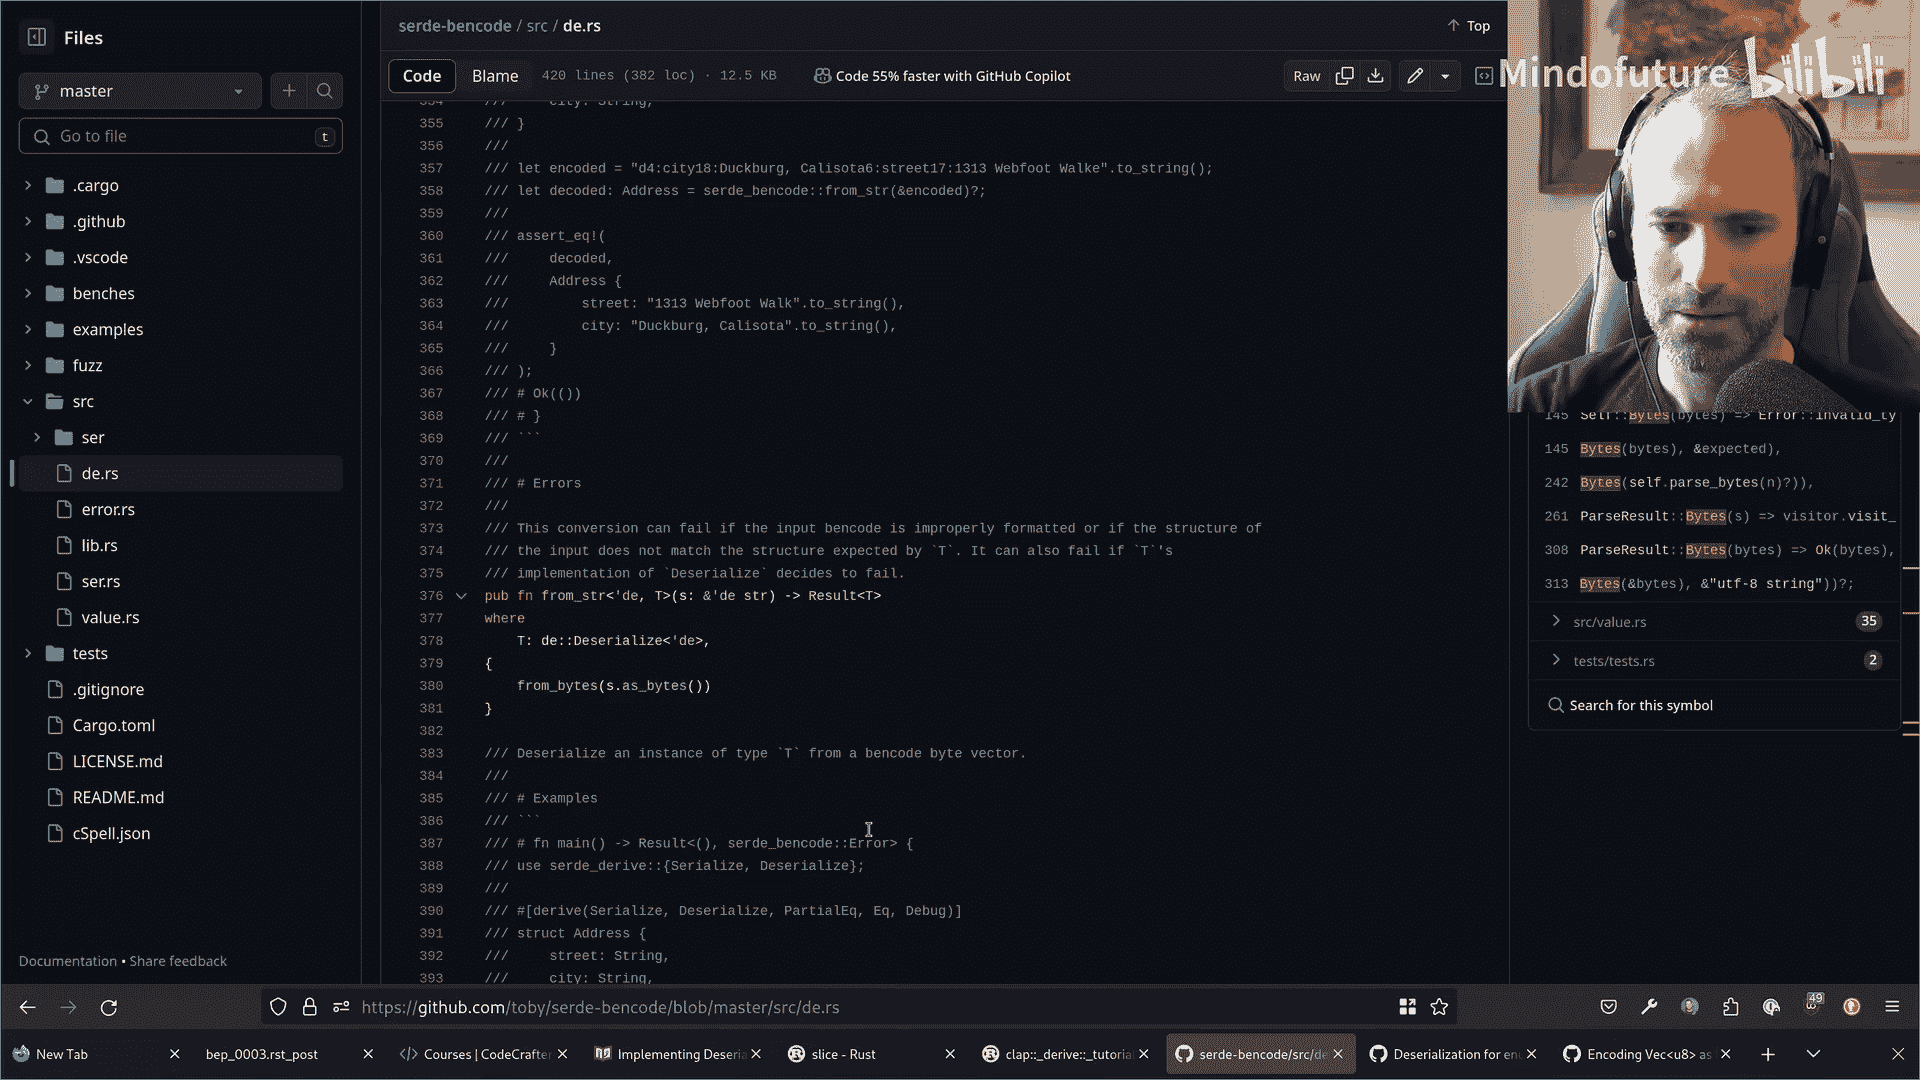 Files
master
Go to file
t
.cargo
.github
.vscode
benches
examples
fuzz
src
ser
de.rs
error.rs
lib.rs
ser.rs
value.rs
tests
.gitignore
Cargo.toml
LICENSE.md
README.md
cSpell.json
Documentation • Share feedback
serde-bencode / src / de.rs
Top
Code Blame 420 lines (382 loc) · 12.5 KB Code 55% faster with GitHub Copilot Raw
Mindofuture bilibili
354 /// city: String,
355 /// }
356 ///
357 /// let encoded = "d4:city18:Duckburg, Calisota6:street17:1313 Webfoot Walke".to_string();
358 /// let decoded: Address = serde_bencode::from_str(&encoded)?;
359 ///
360 /// assert_eq!(
361 /// decoded,
362 /// Address {
363 /// street: "1313 Webfoot Walk".to_string(),
364 /// city: "Duckburg, Calisota".to_string(),
365 /// }
366 /// );
367 /// # Ok(())
368 /// # }
369 /// ```
370 ///
371 /// # Errors
372 ///
373 /// This conversion can fail if the input bencode is improperly formatted or if the structure of
374 /// the input does not match the structure expected by `T`. It can also fail if `T`'s
375 /// implementation of `Deserialize` decides to fail.
376 pub fn from_str<'de, T>(s: &'de str) -> Result<T>
377 where
378 T: de::Deserialize<'de>,
379 {
380 from_bytes(s.as_bytes())
381 }
382
383 /// Deserialize an instance of type `T` from a bencode byte vector.
384 ///
385 /// # Examples
386 /// ```
387 /// # fn main() -> Result<(), serde_bencode::Error> {
388 /// use serde_derive::{Serialize, Deserialize};
389 ///
390 /// #[derive(Serialize, Deserialize, PartialEq, Eq, Debug)]
391 /// struct Address {
392 /// street: String,
393 /// city: String,
145 Self::Bytes(bytes) => Error::invalid_ty
145 Bytes(bytes), &expected),
242 Bytes(self.parse_bytes(n)?)),
261 ParseResult::Bytes(s) => visitor.visit_
308 ParseResult::Bytes(bytes) => Ok(bytes),
313 Bytes(&bytes), &"utf-8 string"))?;
src/value.rs 35
tests/tests.rs 2
Search for this symbol
https://github.com/toby/serde-bencode/blob/master/src/de.rs
49
New Tab
bep_0003.rst_post
Courses | CodeCrafte
Implementing Deseria
slice - Rust
clap::_derive::_tutoria
serde-bencode/src/de
Deserialization for en
Encoding Vec<u8> as